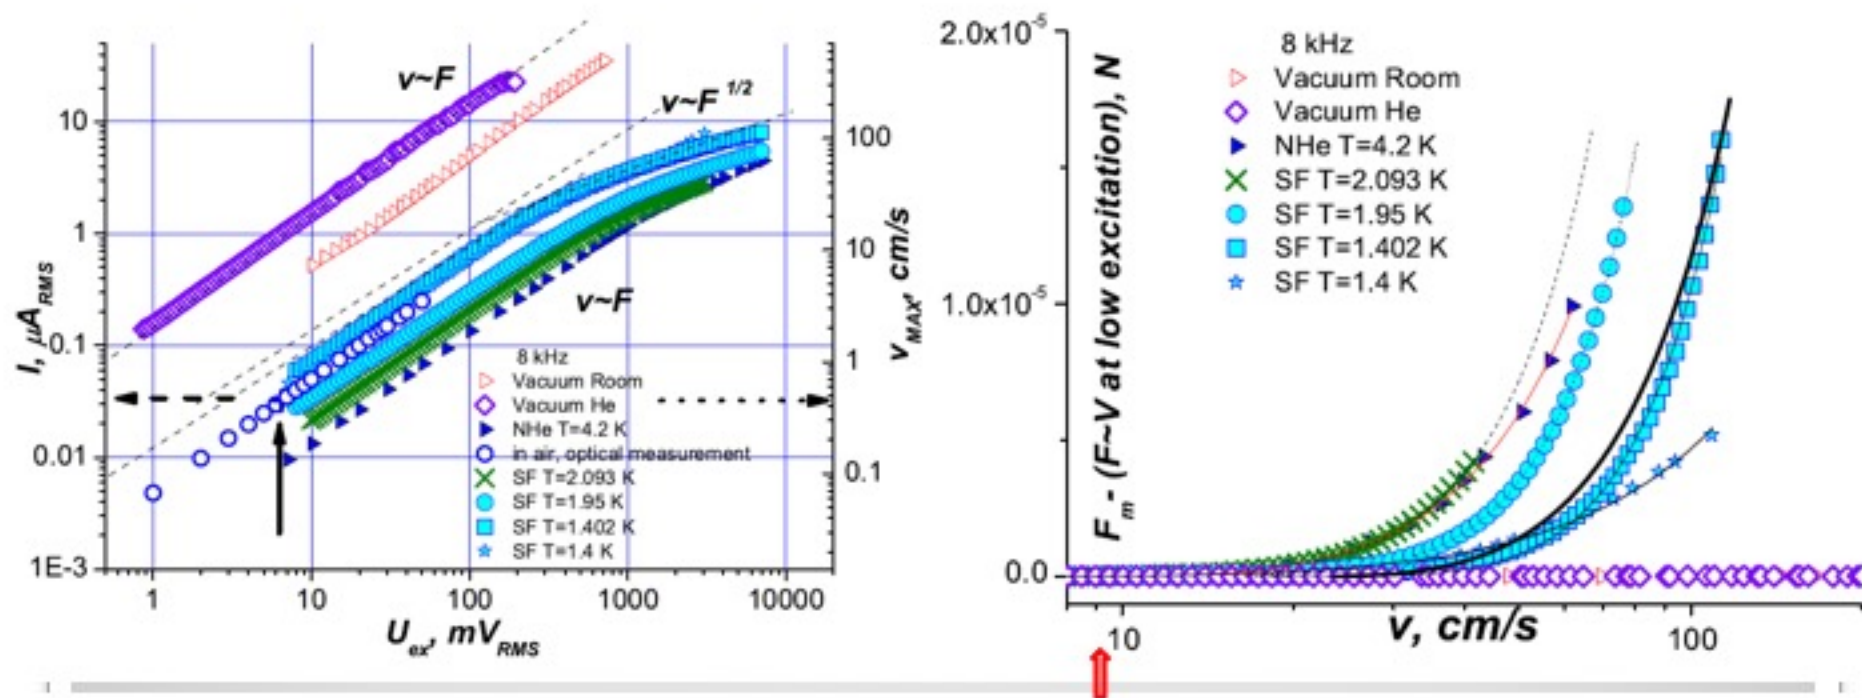 v~F
v~F 1/2
v~F
10
1
0.1
0.01
1E-3
I, μA RMS
100
10
1
0.1
v MAX, cm/s
8 kHz
Vacuum Room
Vacuum He
NHe T=4.2 K
in air, optical measurement
SF T=2.093 K
SF T=1.95 K
SF T=1.402 K
SF T=1.4 K
1 10 100 1000 10000
U ex, mV RMS
2.0x10 -5
1.0x10 -5
0.0
F m - (F~V at low excitation), N
8 kHz
Vacuum Room
Vacuum He
NHe T=4.2 K
SF T=2.093 K
SF T=1.95 K
SF T=1.402 K
SF T=1.4 K
10 100
v, cm/s